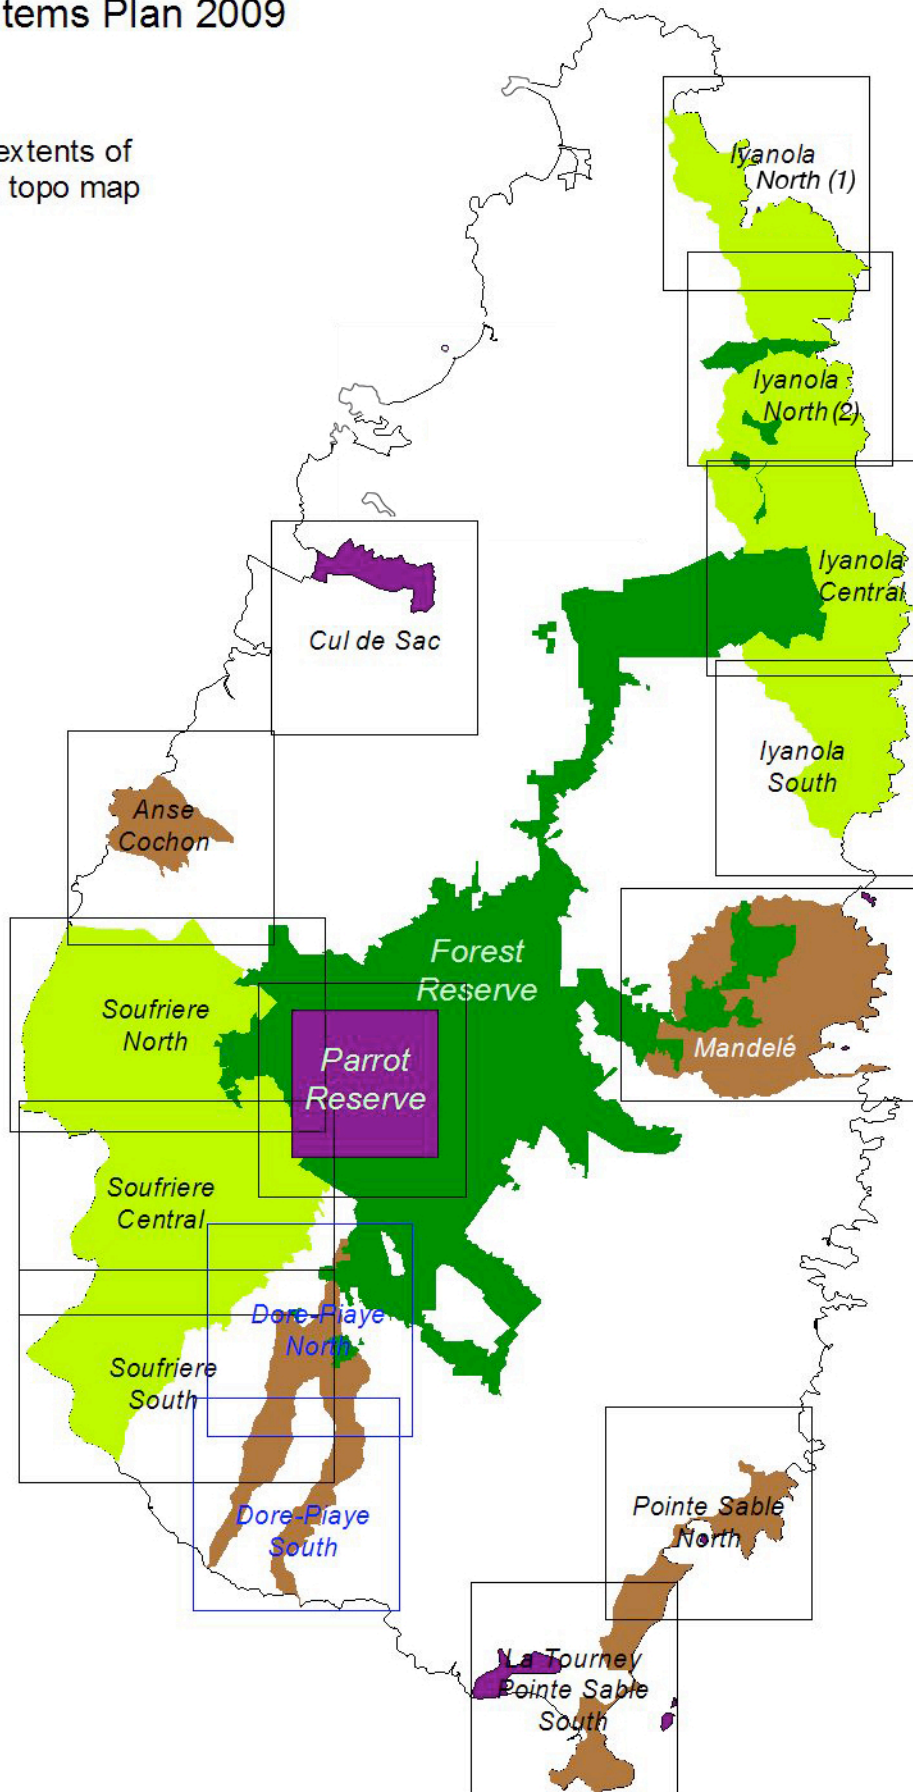 tems Plan 2009
extents of
topo map
Iyanola
North (1)
Iyanola
North (2)
Iyanola
Central
Cul de Sac
Iyanola
South
Anse
Cochon
Forest
Reserve
Soufriere
North
Mandelé
Parrot
Reserve
Soufriere
Central
Dore-Piaye
North
Soufriere
South
Pointe Sable
North
Dore-Piaye
South
La Tourney
Pointe Sable
South